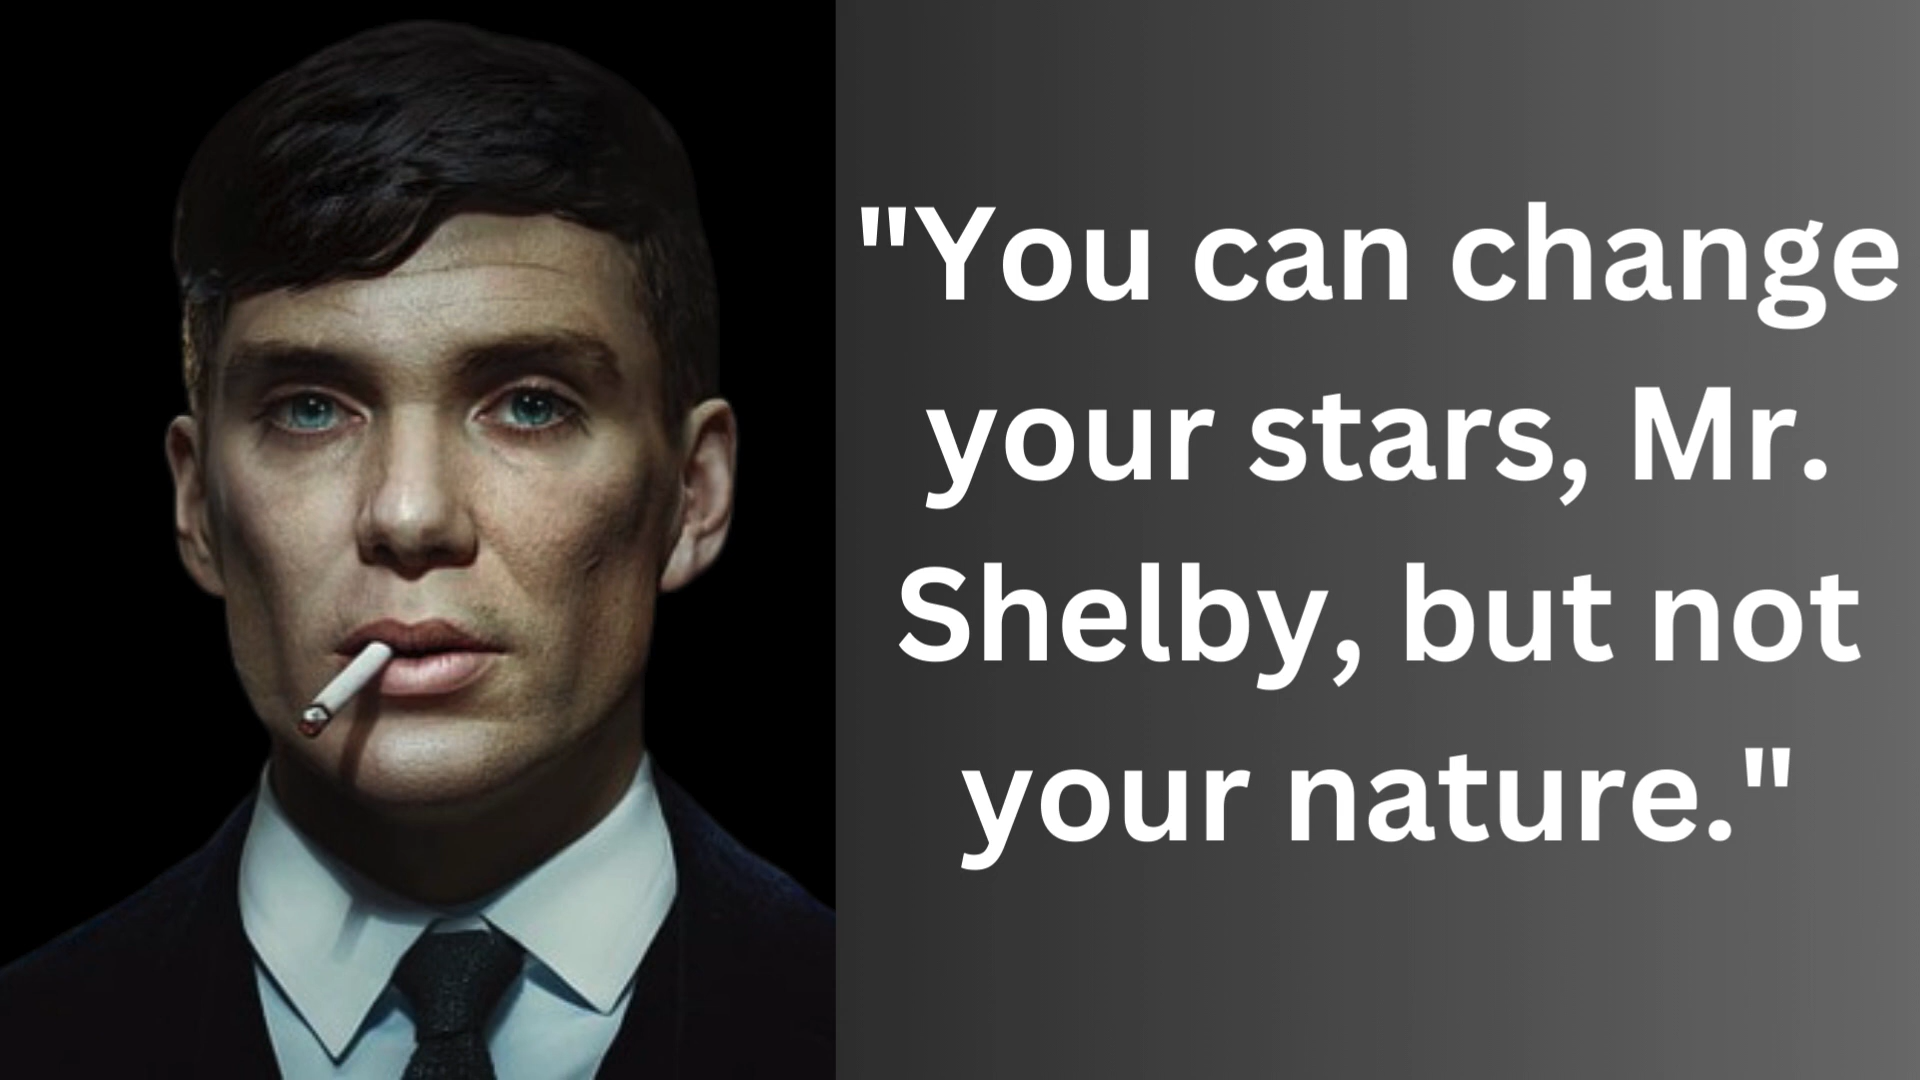 "You can change
your stars, Mr.
Shelby, but not
your nature."